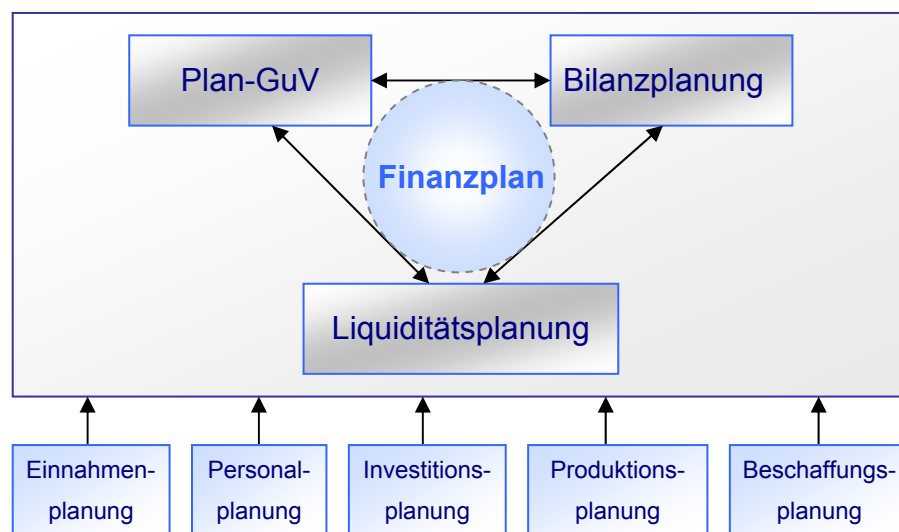 Plan-GuV
Bilanzplanung
Finanzplan
Liquiditätsplanung
Einnahmen-
planung
Personal-
planung
Investitions-
planung
Produktions-
planung
Beschaffungs-
planung